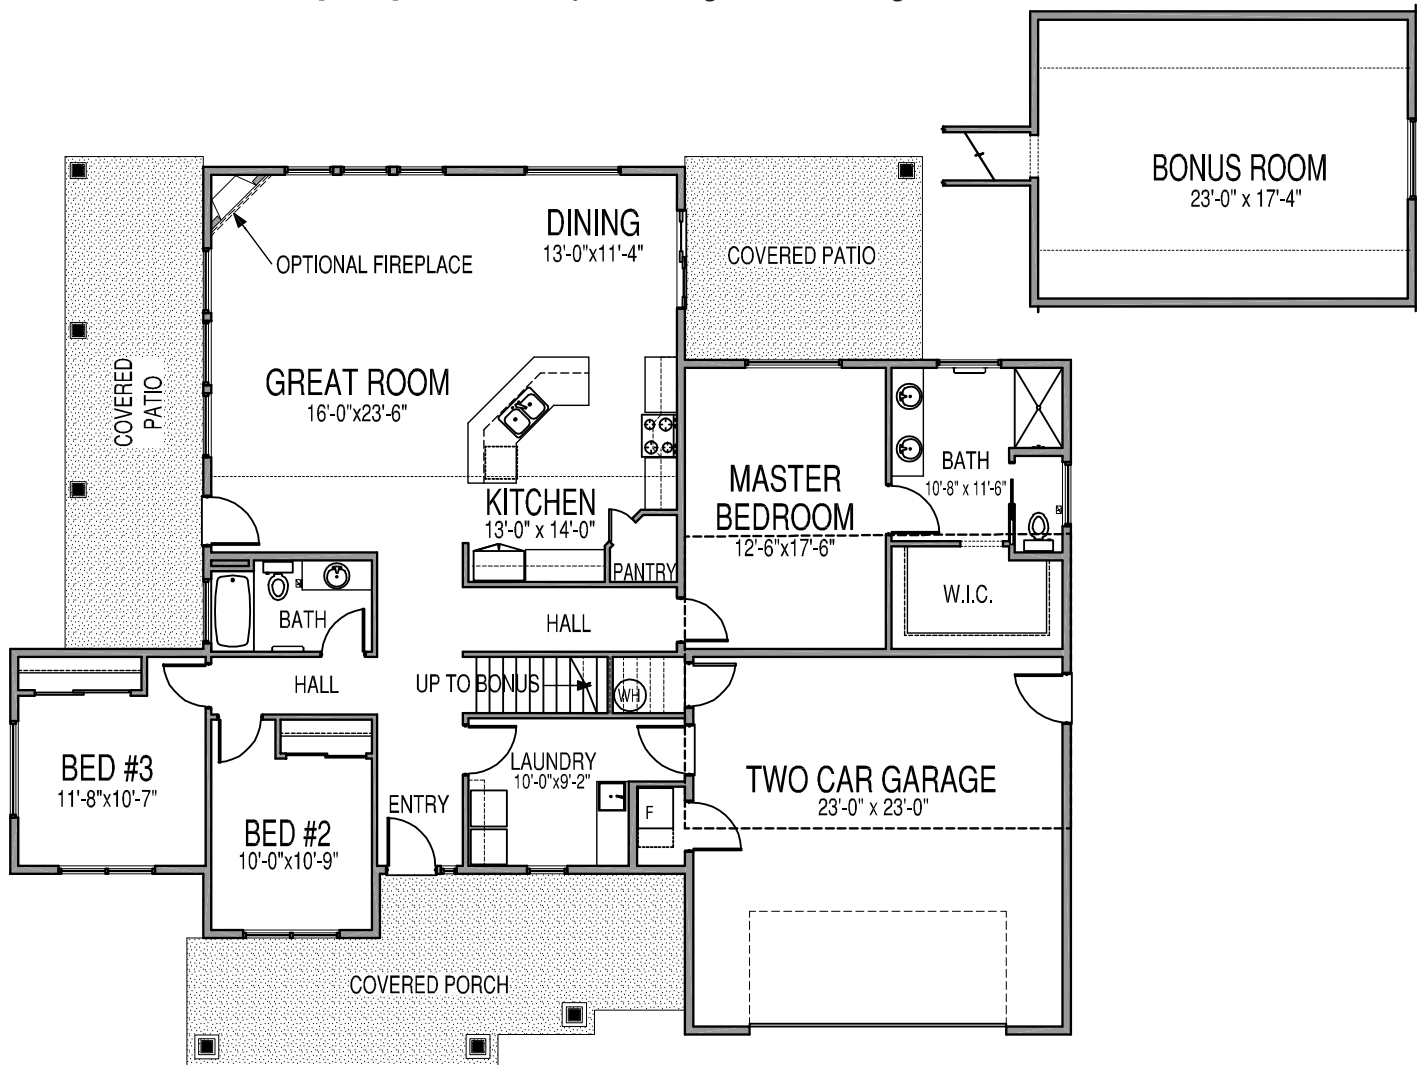 BONUS ROOM
23'-0" x 17'-4"
DINING
13'-0"x11'-4"
COVERED PATIO
OPTIONAL FIREPLACE
COVERED
PATIO
GREAT ROOM
16'-0"x23'-6"
KITCHEN
13'-0" x 14'-0"
PANTRY
MASTER
BEDROOM
12'-6"x17'-6"
BATH
10'-8" x 11'-6"
W.I.C.
BATH
HALL
HALL
UP TO BONUS
WH
BED #3
11'-8"x10'-7"
BED #2
10'-0"x10'-9"
ENTRY
LAUNDRY
10'-0"x9'-2"
F
TWO CAR GARAGE
23'-0" x 23'-0"
COVERED PORCH